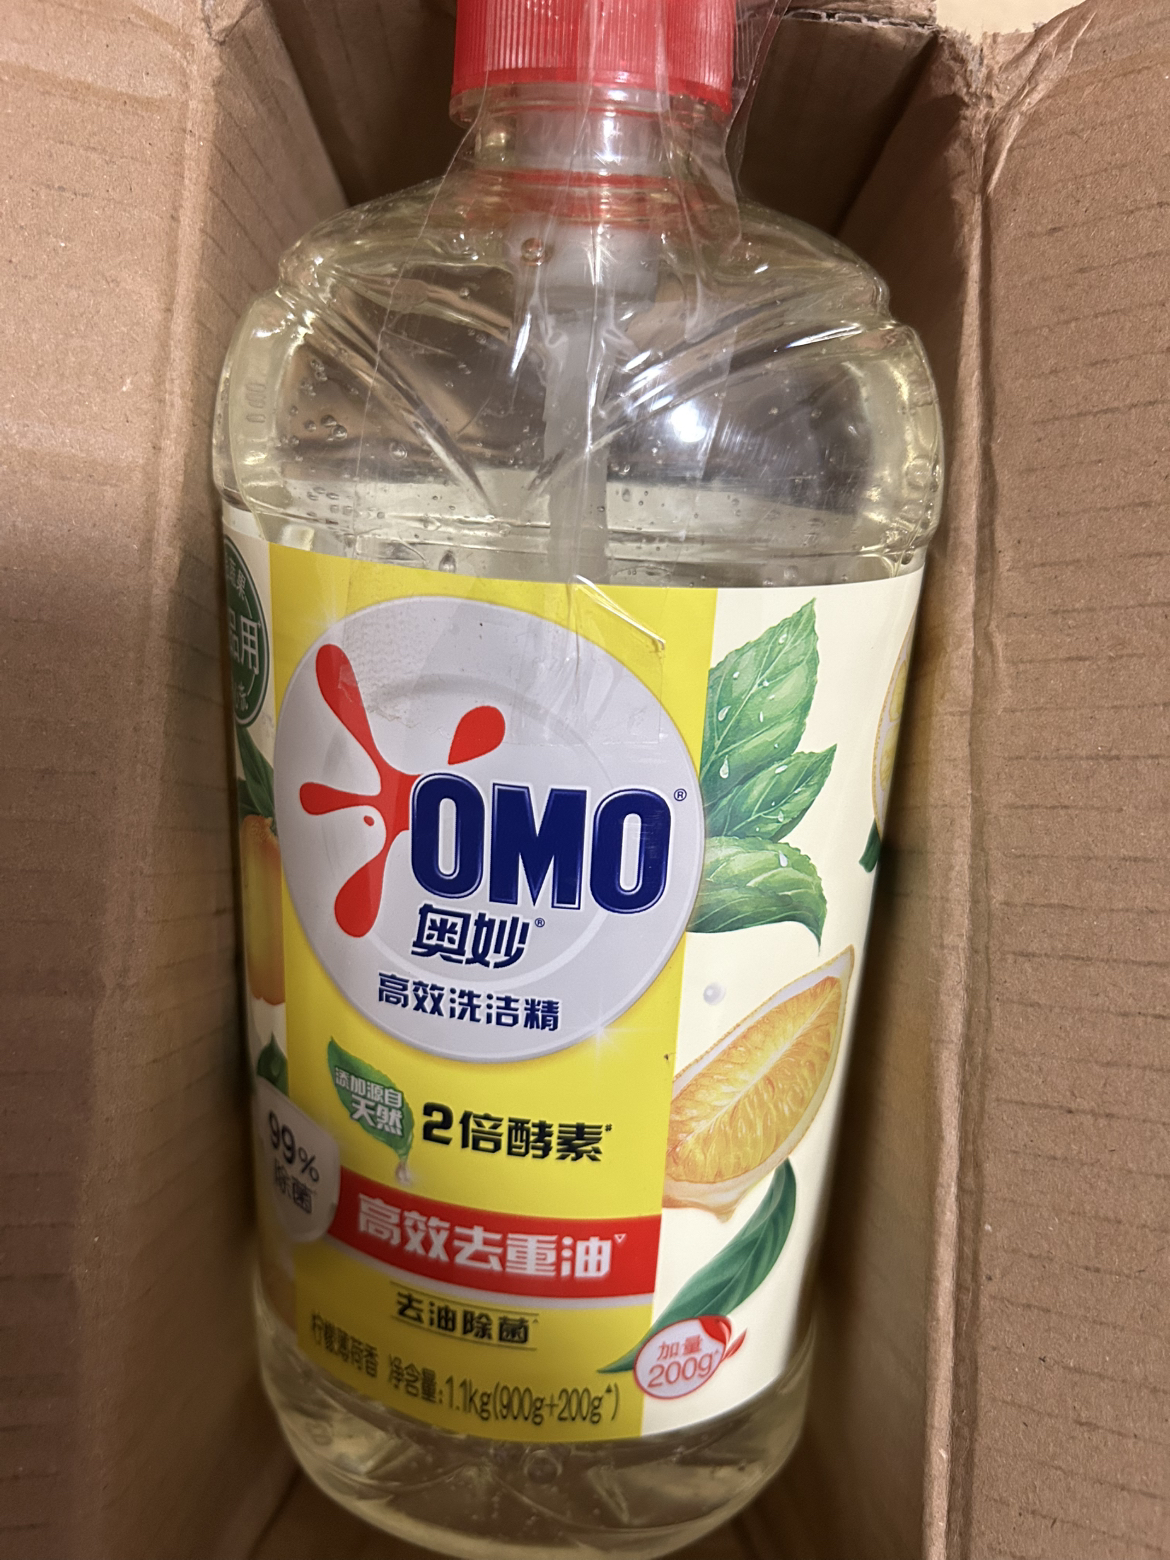 OMO®
奥妙®
高效洗洁精
添加源自
天然
2倍酵素#
99%
除菌
高效去重油
去油除菌^
柠檬薄荷香 净含量:1.1kg(900g+200g▲)
加量
200g